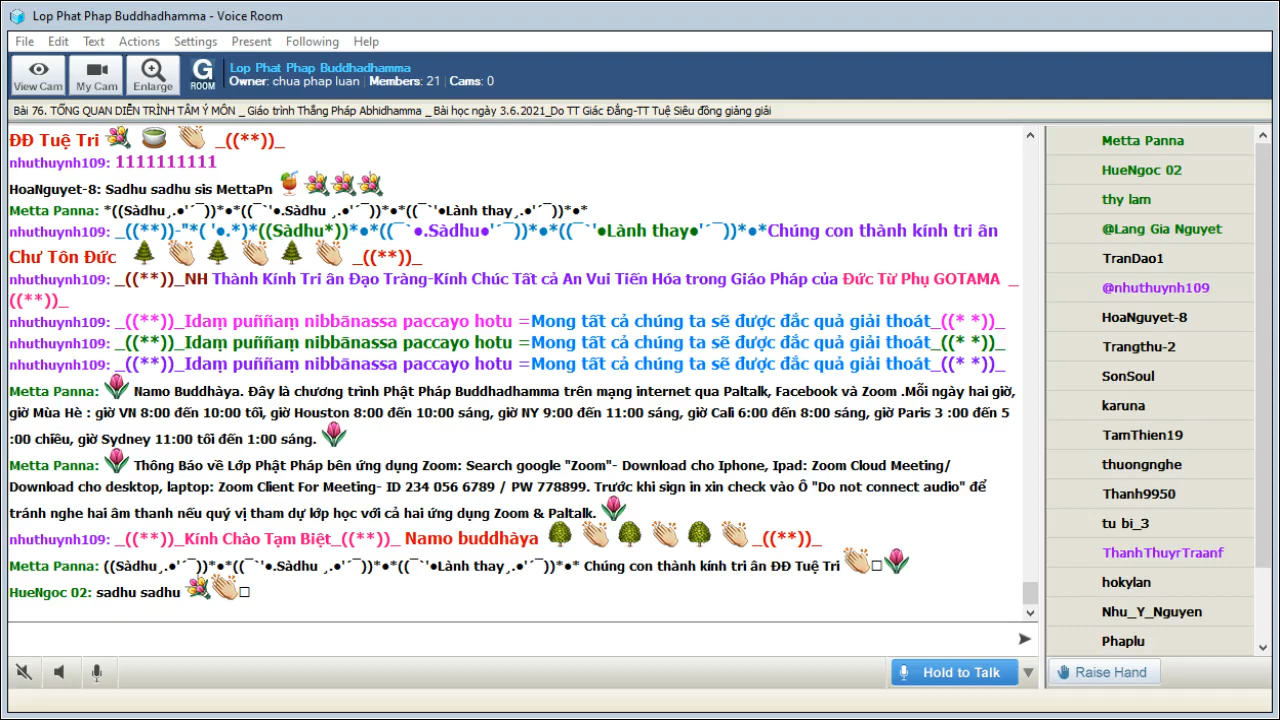 Lop Phat Phap Buddhadhamma - Voice Room
File Edit Text Actions Settings Present Following Help
View Cam My Cam Enlarge G ROOM
Lop Phat Phap Buddhadhamma
Owner: chua phap luan Members: 21 Cams: 0
Bài 76. TỔNG QUAN DIỄN TRÌNH TÂM Ý MÔN _ Giáo trình Thắng Pháp Abhidhamma _ Bài học ngày 3.6.2021_Do TT Giác Đẳng-TT Tuệ Siêu đồng giảng giải
ĐĐ Tuệ Tri _((**))_
nhuthuynh109: 1111111111
HoaNguyet-8: Sadhu sadhu sis MettaPn
Metta Panna: *((Sàdhu¸.●'´¯))*●*((¯`'●.Sàdhu ¸.●'´¯))*●*((¯`'●Lành thay¸.●'´¯))*●*
nhuthuynh109: _((**))-"*( '●.*)*((Sàdhu*))*●*((¯`●.Sàdhu●'´¯))*●*((¯`'●Lành thay●'´¯))*●*Chúng con thành kính tri ân
Chư Tôn Đức _((**))_
nhuthuynh109: _((**))_NH Thành Kính Tri ân Đạo Tràng-Kính Chúc Tất cả An Vui Tiến Hóa trong Giáo Pháp của Đức Từ Phụ GOTAMA _
((**))_
nhuthuynh109: _((**))_Idaṃ puññaṃ nibbānassa paccayo hotu =Mong tất cả chúng ta sẽ được đắc quả giải thoát_((* *))_
nhuthuynh109: _((**))_Idaṃ puññaṃ nibbānassa paccayo hotu =Mong tất cả chúng ta sẽ được đắc quả giải thoát_((* *))_
nhuthuynh109: _((**))_Idaṃ puññaṃ nibbānassa paccayo hotu =Mong tất cả chúng ta sẽ được đắc quả giải thoát_((* *))_
Metta Panna: Namo Buddhàya. Đây là chương trình Phật Pháp Buddhadhamma trên mạng internet qua Paltalk, Facebook và Zoom .Mỗi ngày hai giờ,
giờ Mùa Hè : giờ VN 8:00 đến 10:00 tối, giờ Houston 8:00 đến 10:00 sáng, giờ NY 9:00 đến 11:00 sáng, giờ Cali 6:00 đến 8:00 sáng, giờ Paris 3 :00 đến 5
:00 chiều, giờ Sydney 11:00 tối đến 1:00 sáng.
Metta Panna: Thông Báo về Lớp Phật Pháp bên ứng dụng Zoom: Search google "Zoom"- Download cho Iphone, Ipad: Zoom Cloud Meeting/
Download cho desktop, laptop: Zoom Client For Meeting- ID 234 056 6789 / PW 778899. Trước khi sign in xin check vào Ô "Do not connect audio" để
tránh nghe hai âm thanh nếu quý vị tham dự lớp học với cả hai ứng dụng Zoom & Paltalk.
nhuthuynh109: _((**))_Kính Chào Tạm Biệt_((**))_ Namo buddhàya _((**))_
Metta Panna: ((Sàdhu¸.●'´¯))*●*((¯`'●.Sàdhu ¸.●'´¯))*●*((¯`'●Lành thay¸.●'´¯))*●* Chúng con thành kính tri ân ĐĐ Tuệ Tri
HueNgoc 02: sadhu sadhu
Metta Panna
HueNgoc 02
thy lam
@Lang Gia Nguyet
TranDao1
@nhuthuynh109
HoaNguyet-8
Trangthu-2
SonSoul
karuna
TamThien19
thuongnghe
Thanh9950
tu bi_3
ThanhThuyrTraanf
hokylan
Nhu_Y_Nguyen
Phaplu
Hold to Talk
Raise Hand